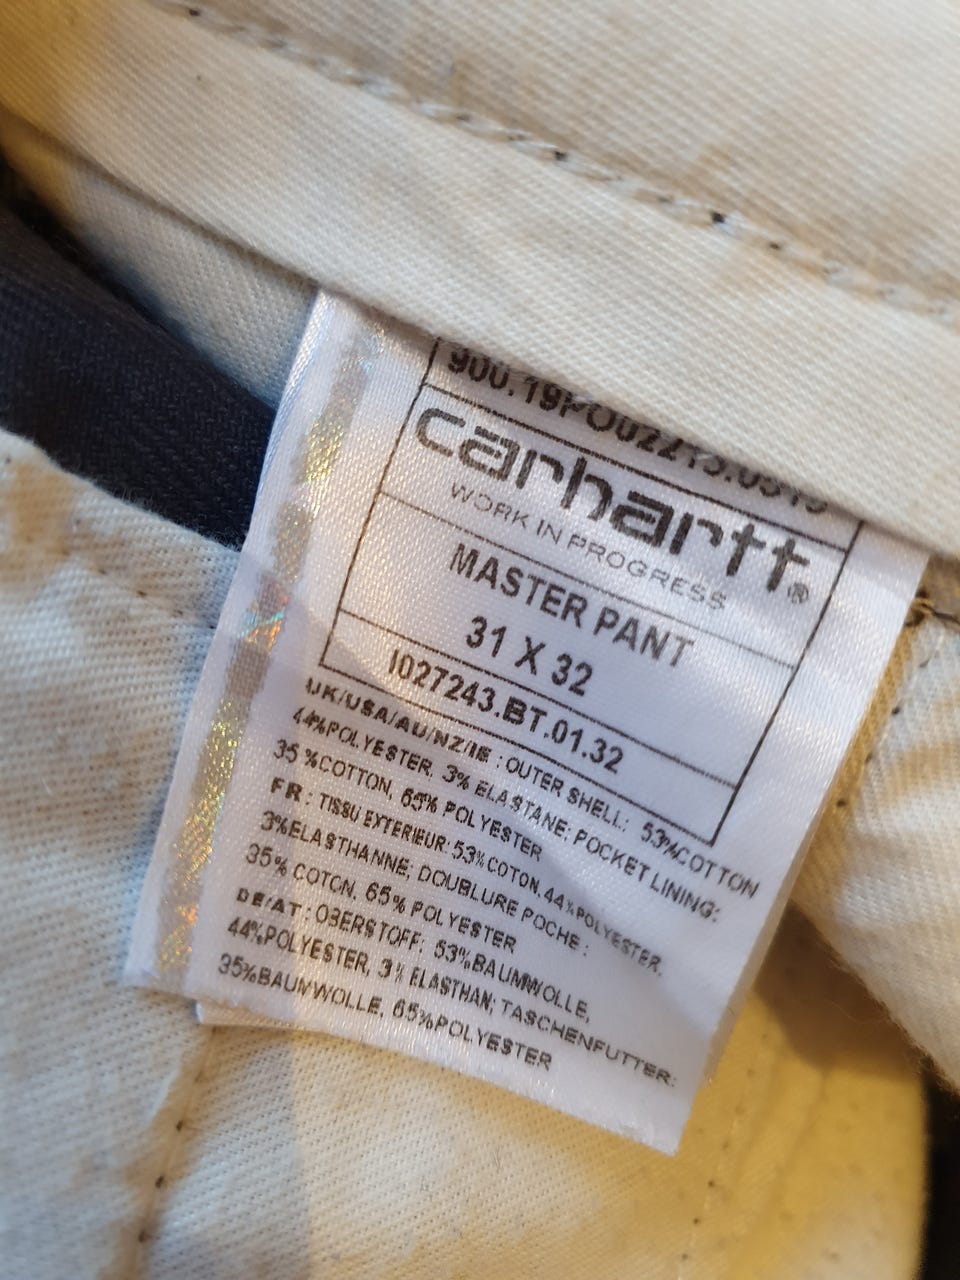 carhartt®
WORK IN PROGRESS
MASTER PANT
31 X 32
I027243.BT.01.32
UK/USA/AU/NZ/IE : OUTER SHELL: 53%COTTON
44%POLYESTER, 3% ELASTANE; POCKET LINING:
35 %COTTON, 65% POLYESTER
FR : TISSU EXTERIEUR: 53% COTON, 44%POLYESTER,
3%ELASTHANNE; DOUBLURE POCHE :
35% COTON, 65% POLYESTER
DE/AT : OBERSTOFF: 53%BAUMWOLLE,
44%POLYESTER, 3% ELASTHAN; TASCHENFUTTER:
35%BAUMWOLLE, 65%POLYESTER